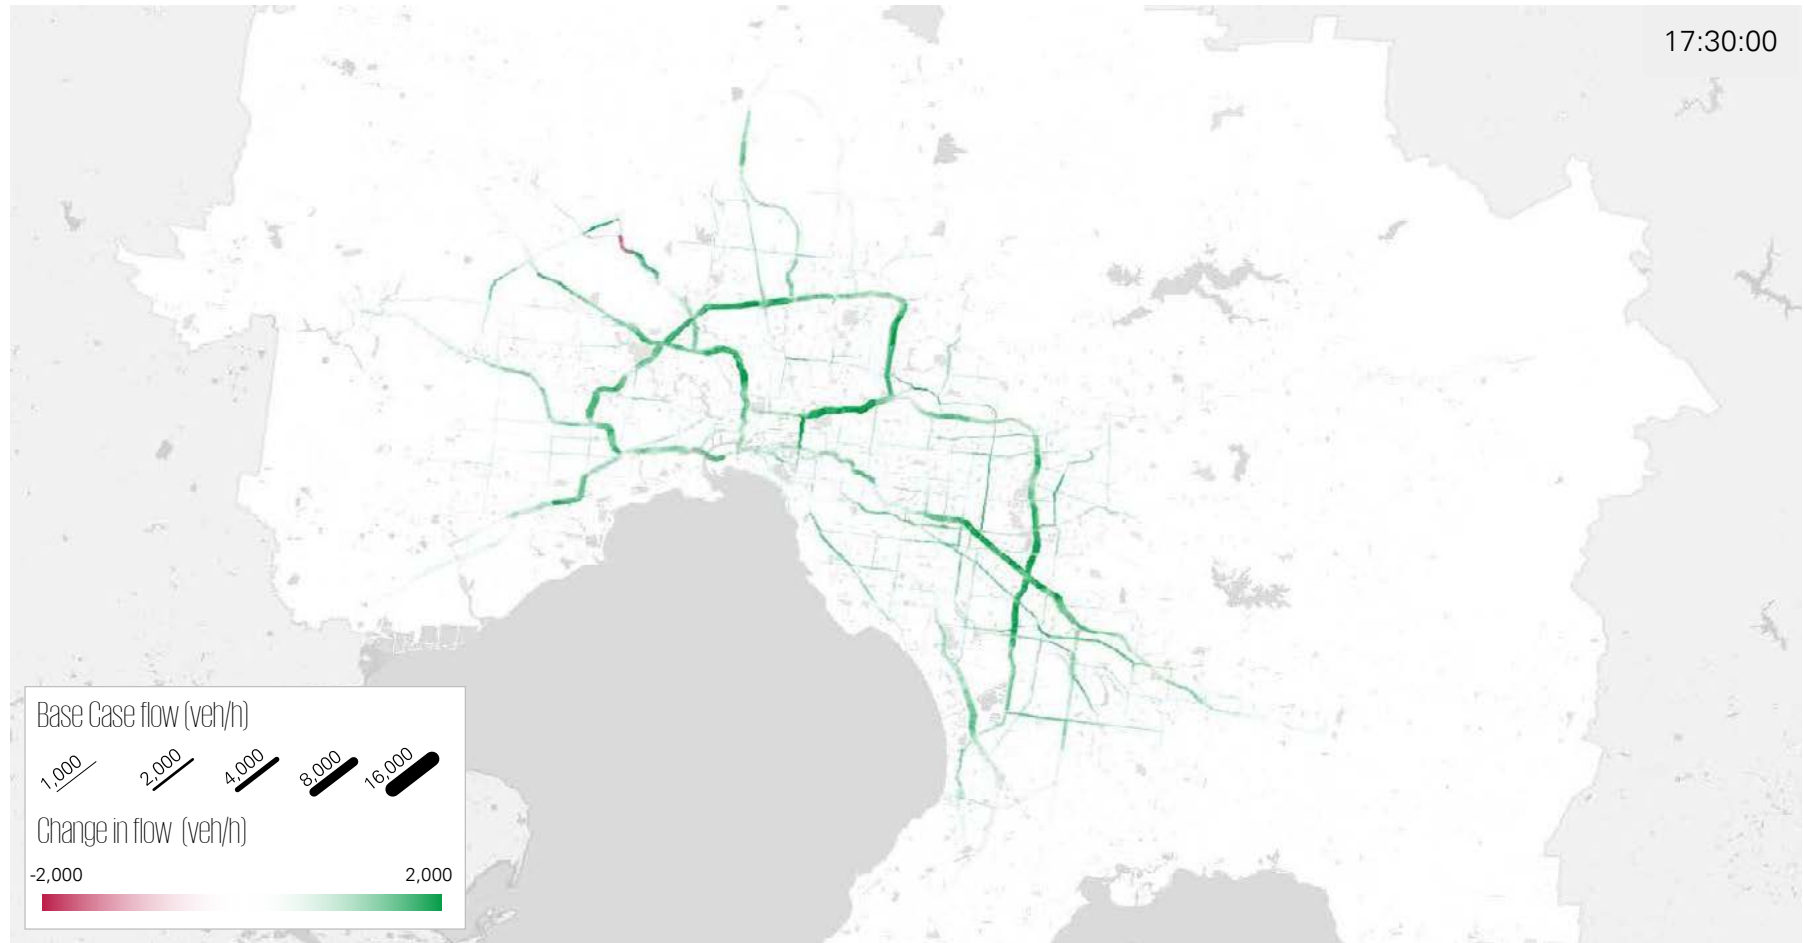 17:30:00
Base Case flow (veh/h)
1,000 2,000 4,000 8,000 16,000
Change in flow (veh/h)
-2,000 2,000